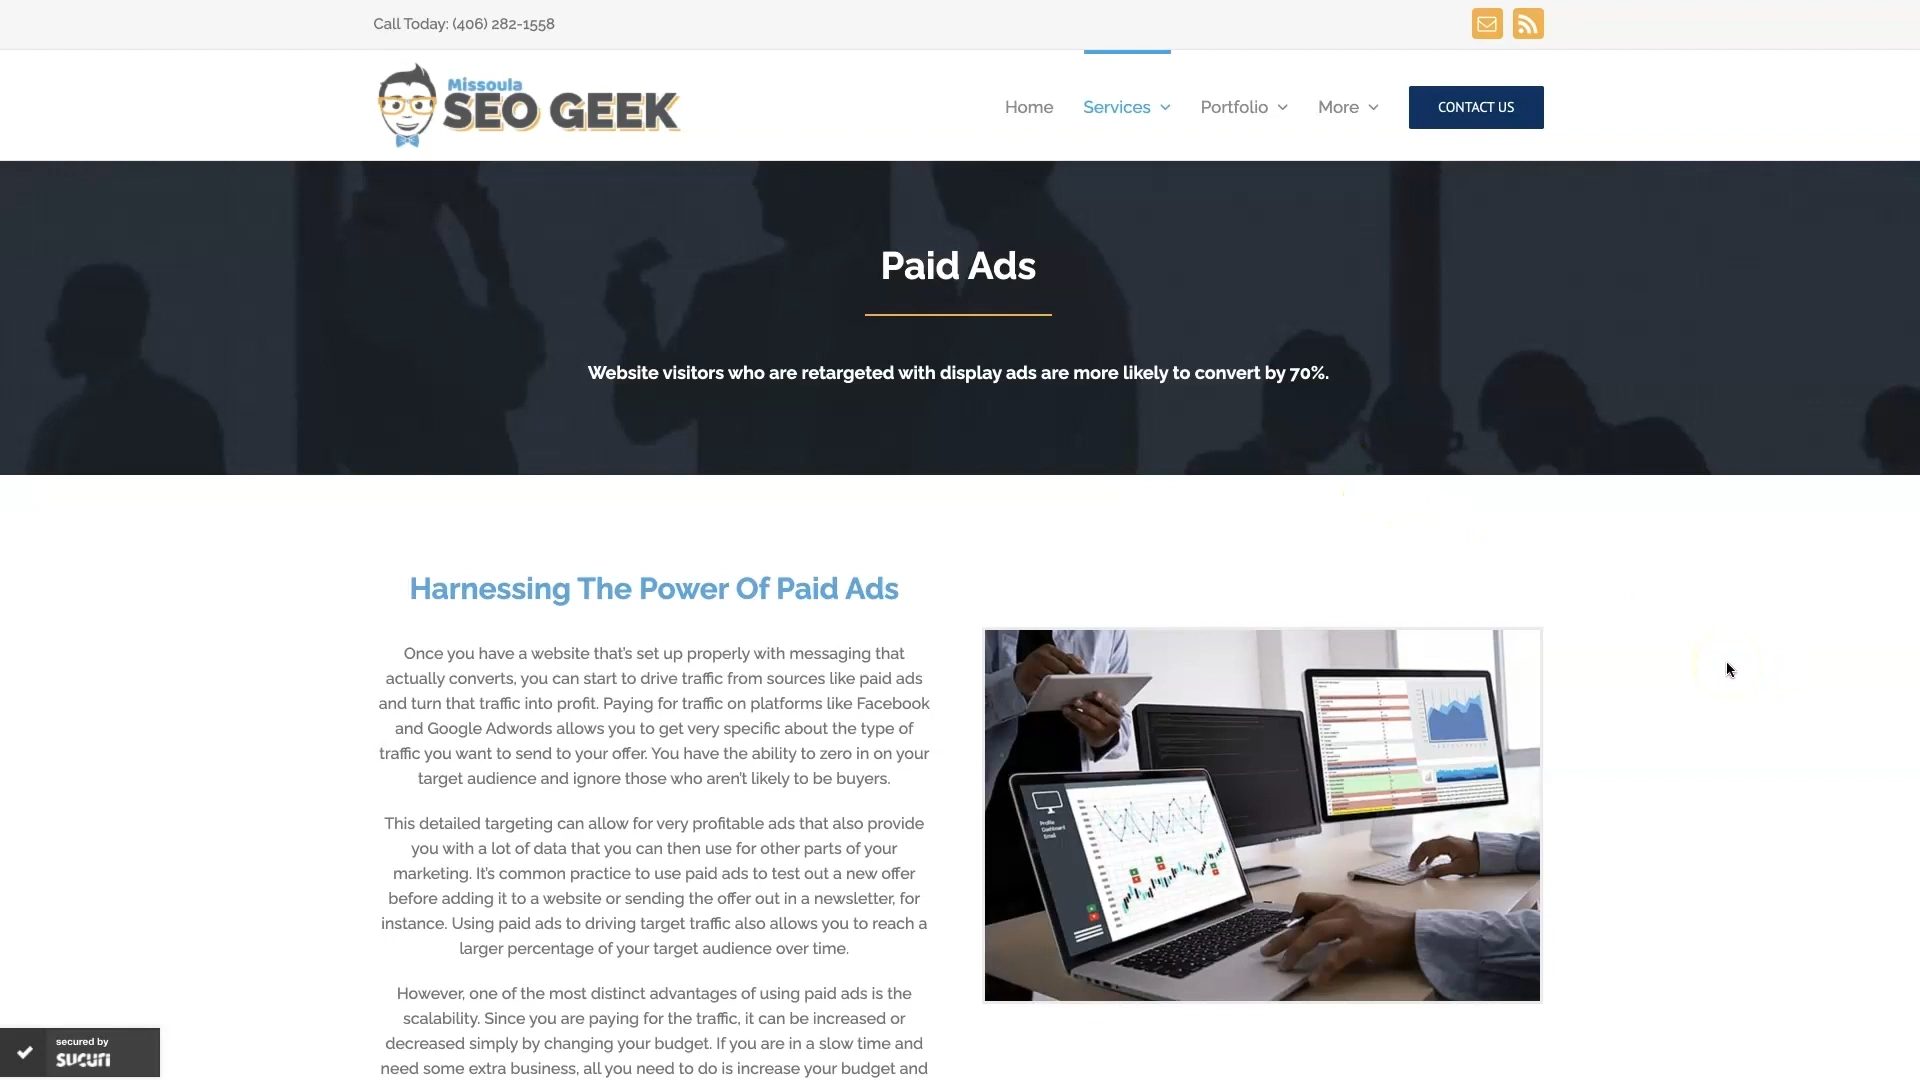 Call Today: (406) 282-1558
Missoula
SEO GEEK
Home
Services
Portfolio
More
CONTACT US
Paid Ads
Website visitors who are retargeted with display ads are more likely to convert by 70%.
Harnessing The Power Of Paid Ads
Once you have a website that's set up properly with messaging that
actually converts, you can start to drive traffic from sources like paid ads
and turn that traffic into profit. Paying for traffic on platforms like Facebook
and Google Adwords allows you to get very specific about the type of
traffic you want to send to your offer. You have the ability to zero in on your
target audience and ignore those who aren't likely to be buyers.
This detailed targeting can allow for very profitable ads that also provide
you with a lot of data that you can then use for other parts of your
marketing. It's common practice to use paid ads to test out a new offer
before adding it to a website or sending the offer out in a newsletter, for
instance. Using paid ads to driving target traffic also allows you to reach a
larger percentage of your target audience over time.
However, one of the most distinct advantages of using paid ads is the
scalability. Since you are paying for the traffic, it can be increased or
decreased simply by changing your budget. If you are in a slow time and
need some extra business, all you need to do is increase your budget and
Profile
Dashboard
Email
secured by
sucuri